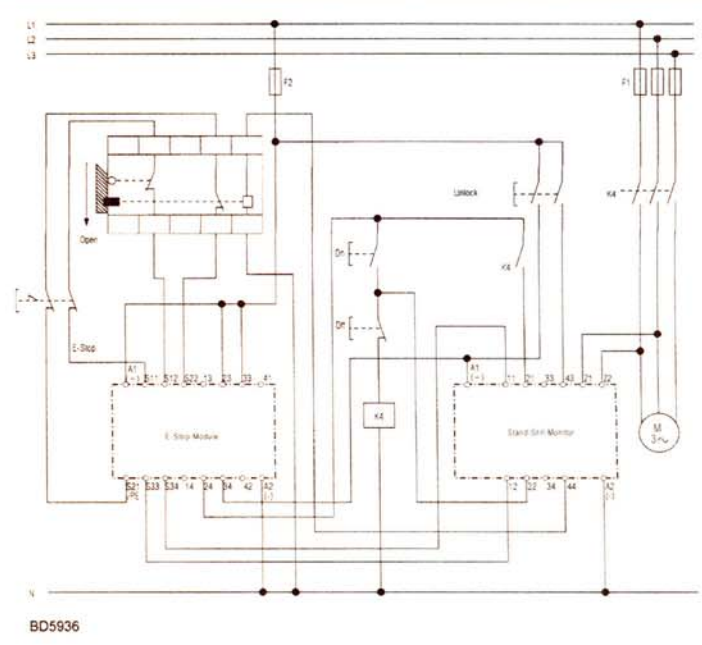 L1
L2
L3
F2
F1
Unlock
K4
Open
On
K4
Off
E-Stop
A1
(~) S11 S12 S22 13 23 33 41
A1
(~) 11 21 33 43 Z1 Z2
E-Stop-Module
K4
Stand-Still-Monitor
M
3~
S21 S33 S34 14 24 34 42 A2
/PE (-)
12 22 34 44 A2
(-)
N
BD5936